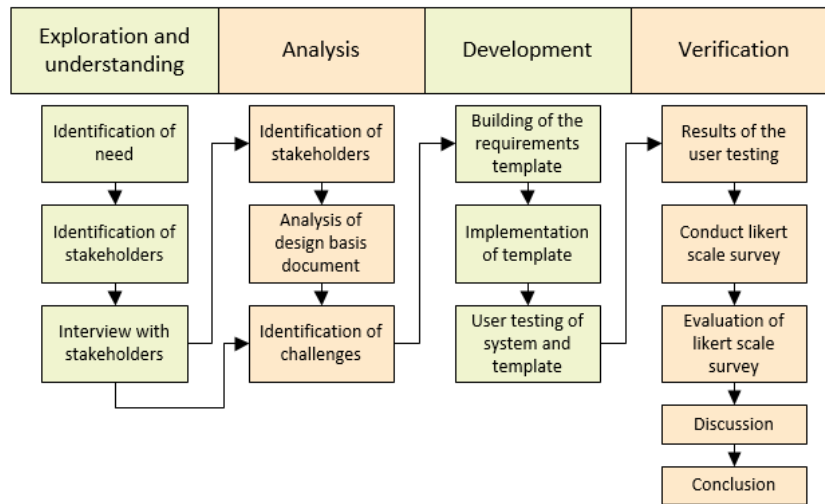 Exploration and
understanding
Analysis
Development
Verification
Identification of
need
Identification of
stakeholders
Interview with
stakeholders
Identification of
stakeholders
Analysis of
design basis
document
Identification of
challenges
Building of the
requirements
template
Implementation
of template
User testing of
system and
template
Results of the
user testing
Conduct likert
scale survey
Evaluation of
likert scale
survey
Discussion
Conclusion